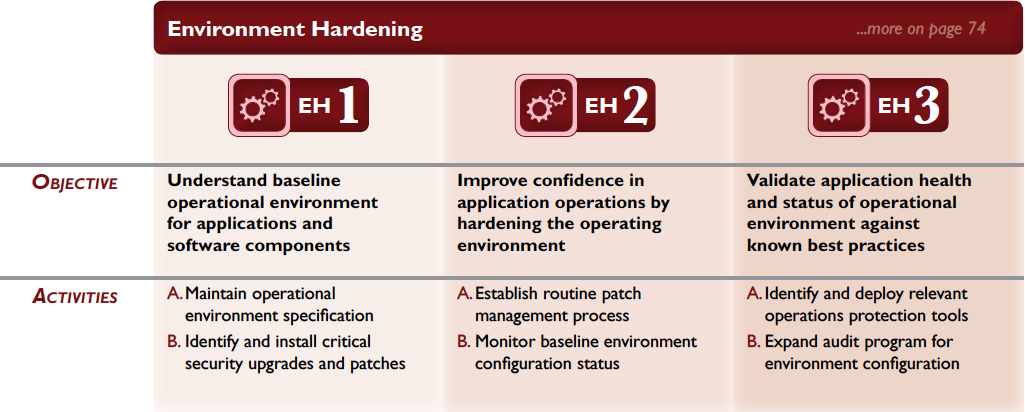 Environment Hardening
...more on page 74
EH 1
EH 2
EH 3
OBJECTIVE
Understand baseline
operational environment
for applications and
software components
Improve confidence in
application operations by
hardening the operating
environment
Validate application health
and status of operational
environment against
known best practices
ACTIVITIES
A. Maintain operational
environment specification
B. Identify and install critical
security upgrades and patches
A. Establish routine patch
management process
B. Monitor baseline environment
configuration status
A. Identify and deploy relevant
operations protection tools
B. Expand audit program for
environment configuration